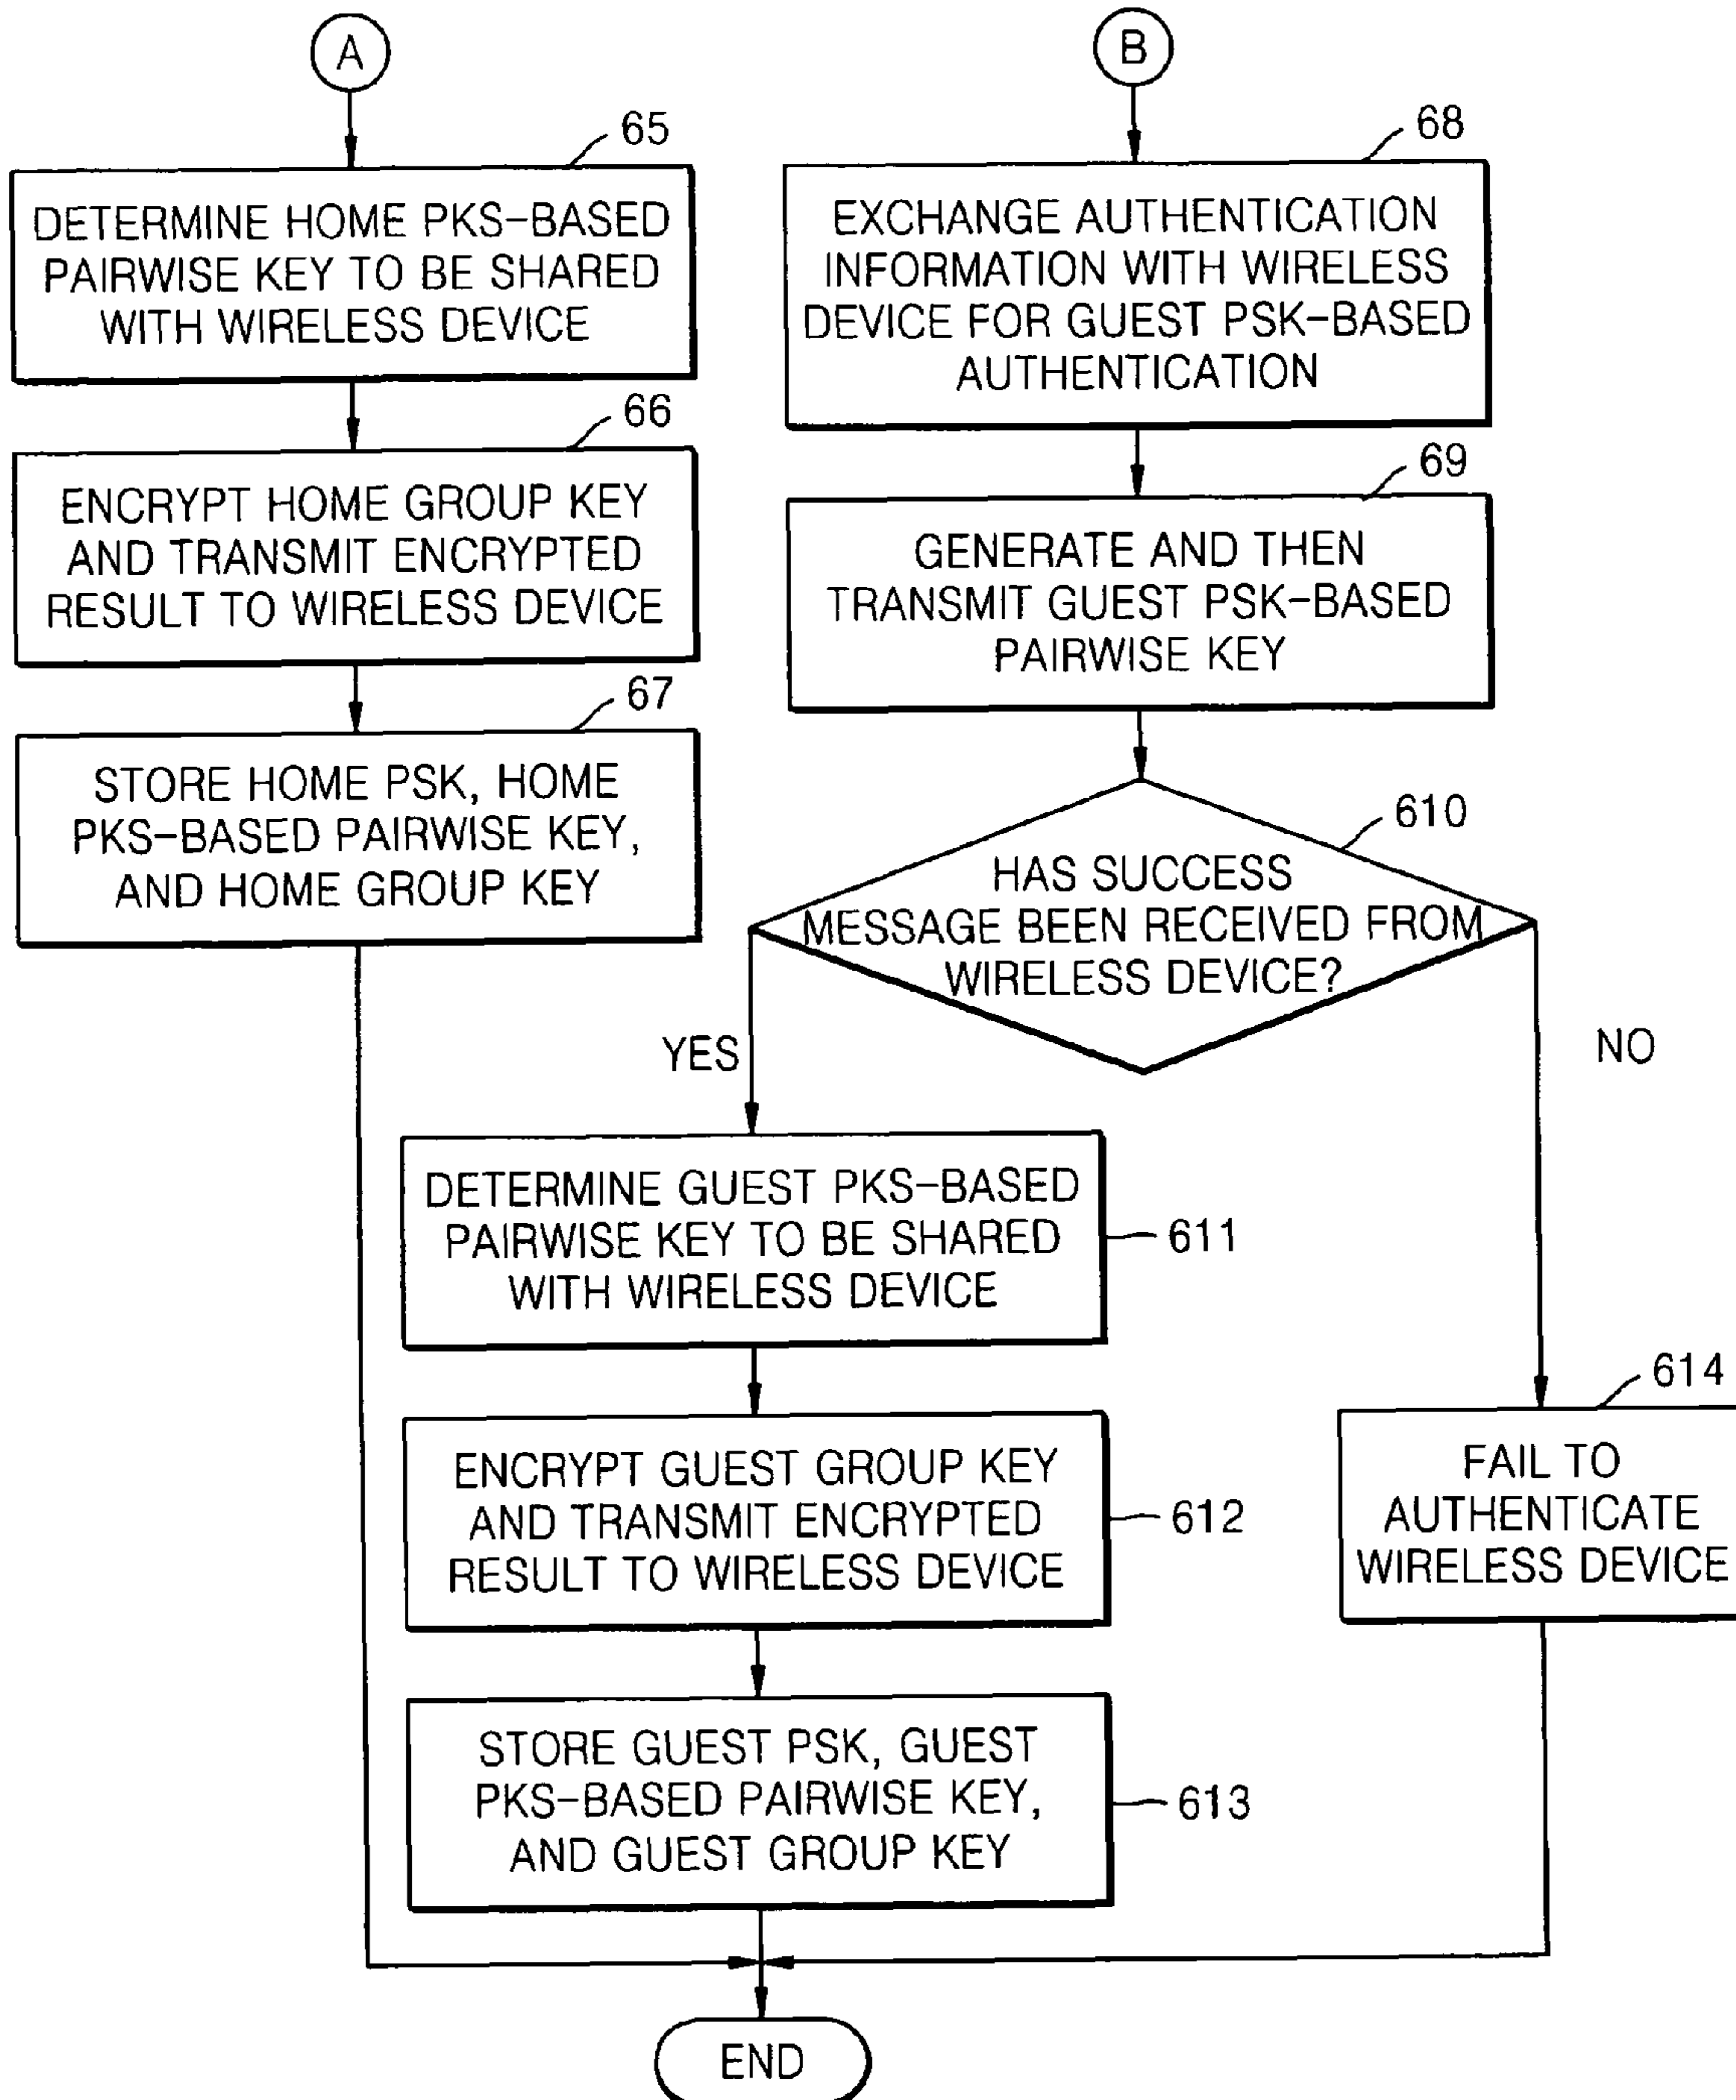 A
65
DETERMINE HOME PKS-BASED
PAIRWISE KEY TO BE SHARED
WITH WIRELESS DEVICE
66
ENCRYPT HOME GROUP KEY
AND TRANSMIT ENCRYPTED
RESULT TO WIRELESS DEVICE
67
STORE HOME PSK, HOME
PKS-BASED PAIRWISE KEY,
AND HOME GROUP KEY
B
68
EXCHANGE AUTHENTICATION
INFORMATION WITH WIRELESS
DEVICE FOR GUEST PSK-BASED
AUTHENTICATION
69
GENERATE AND THEN
TRANSMIT GUEST PSK-BASED
PAIRWISE KEY
610
HAS SUCCESS
MESSAGE BEEN RECEIVED FROM
WIRELESS DEVICE?
YES
NO
DETERMINE GUEST PKS-BASED
PAIRWISE KEY TO BE SHARED
WITH WIRELESS DEVICE
611
ENCRYPT GUEST GROUP KEY
AND TRANSMIT ENCRYPTED
RESULT TO WIRELESS DEVICE
612
STORE GUEST PSK, GUEST
PKS-BASED PAIRWISE KEY,
AND GUEST GROUP KEY
613
614
FAIL TO
AUTHENTICATE
WIRELESS DEVICE
END